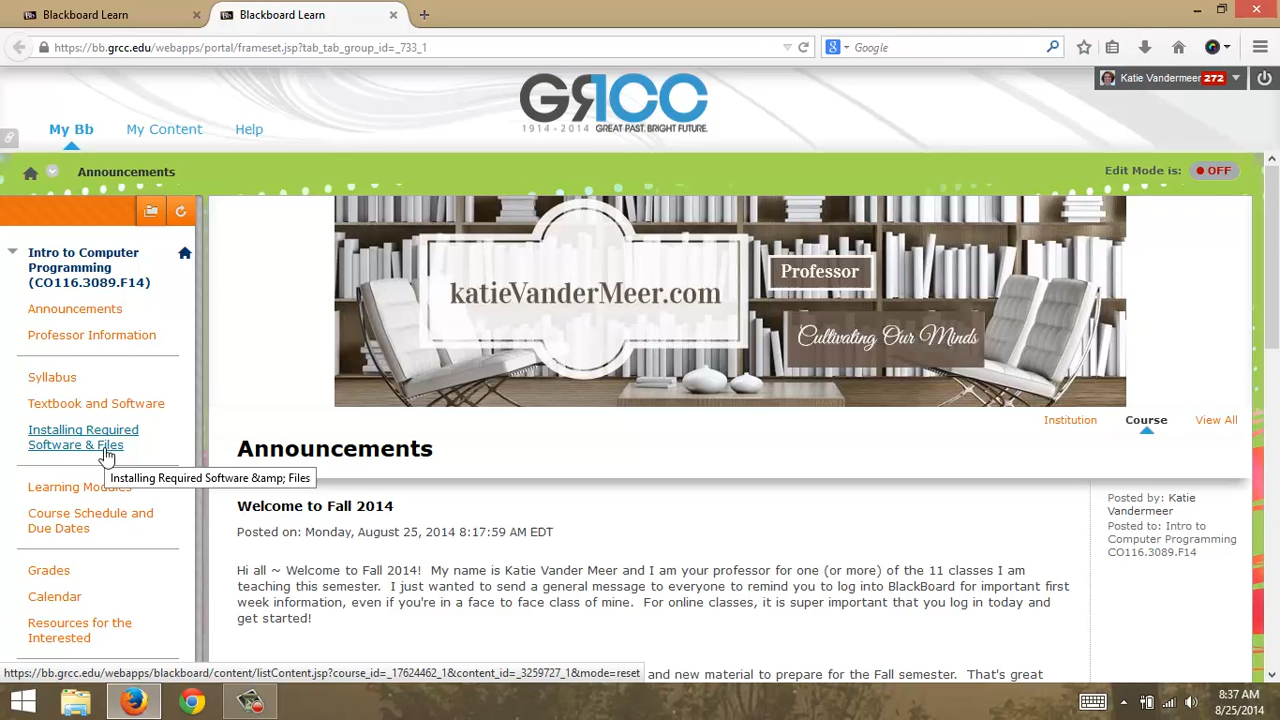 Blackboard Learn
Blackboard Learn
https://bb.grcc.edu/webapps/portal/frameset.jsp?tab_tab_group_id=_733_1
Google
Katie Vandermeer 272
GRCC
1914-2014 GREAT PAST. BRIGHT FUTURE.
My Bb
My Content
Help
Announcements
Edit Mode is:
OFF
Intro to Computer
Programming
(CO116.3089.F14)
Announcements
Professor Information
Syllabus
Textbook and Software
Installing Required
Software & Files
Installing Required Software &amp; Files
Learning Modules
Course Schedule and
Due Dates
Grades
Calendar
Resources for the
Interested
katieVanderMeer.com
Professor
Cultivating Our Minds
Institution
Course
View All
Announcements
Welcome to Fall 2014
Posted on: Monday, August 25, 2014 8:17:59 AM EDT
Hi all ~ Welcome to Fall 2014!  My name is Katie Vander Meer and I am your professor for one (or more) of the 11 classes I am
teaching this semester.  I just wanted to send a general message to everyone to remind you to log into BlackBoard for important first
week information, even if you're in a face to face class of mine.  For online classes, it is super important that you log in today and
get started!
and new material to prepare for the Fall semester.  That's great
Posted by: Katie
Vandermeer
Posted to: Intro to
Computer Programming
CO116.3089.F14
https://bb.grcc.edu/webapps/blackboard/content/listContent.jsp?course_id=_17624462_1&content_id=_3259727_1&mode=reset
8:37 AM
8/25/2014